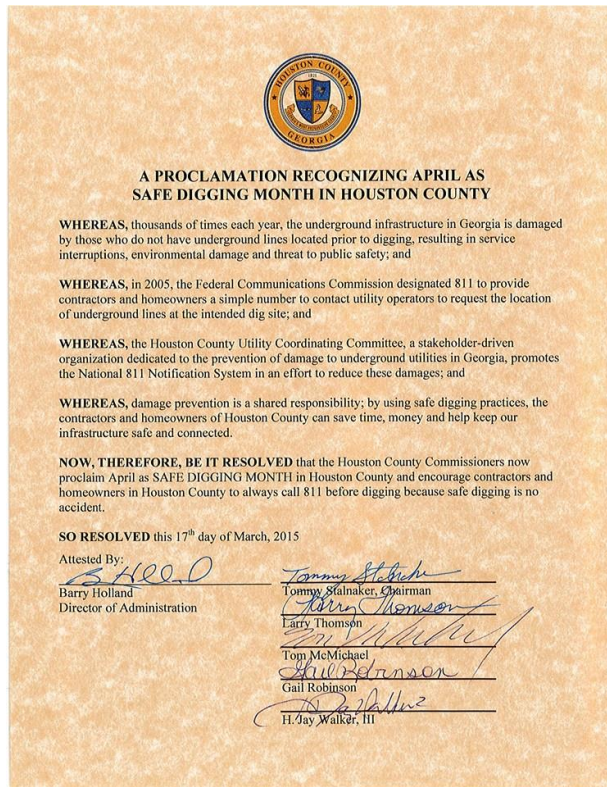 HOUSTON COUNTY
GEORGIA
A PROCLAMATION RECOGNIZING APRIL AS
SAFE DIGGING MONTH IN HOUSTON COUNTY
WHEREAS, thousands of times each year, the underground infrastructure in Georgia is damaged
by those who do not have underground lines located prior to digging, resulting in service
interruptions, environmental damage and threat to public safety; and
WHEREAS, in 2005, the Federal Communications Commission designated 811 to provide
contractors and homeowners a simple number to contact utility operators to request the location
of underground lines at the intended dig site; and
WHEREAS, the Houston County Utility Coordinating Committee, a stakeholder-driven
organization dedicated to the prevention of damage to underground utilities in Georgia, promotes
the National 811 Notification System in an effort to reduce these damages; and
WHEREAS, damage prevention is a shared responsibility; by using safe digging practices, the
contractors and homeowners of Houston County can save time, money and help keep our
infrastructure safe and connected.
NOW, THEREFORE, BE IT RESOLVED that the Houston County Commissioners now
proclaim April as SAFE DIGGING MONTH in Houston County and encourage contractors and
homeowners in Houston County to always call 811 before digging because safe digging is no
accident.
SO RESOLVED this 17th day of March, 2015
Attested By:
Barry Holland
Director of Administration
Tommy Stalnaker
Tommy Stalnaker, Chairman
Larry Thomson
Larry Thomson
Tom McMichael
Gail Robinson
Gail Robinson
H. Jay Walker, III